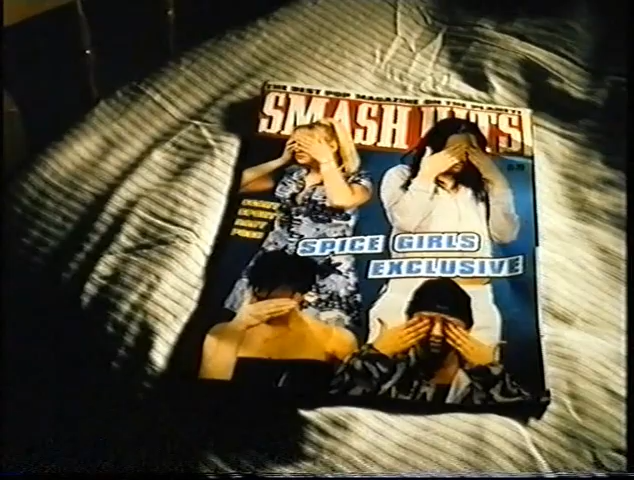 THE BEST POP MAGAZINE ON THE PLANET!
SMASH HITS!
SPICE GIRLS
EXCLUSIVE